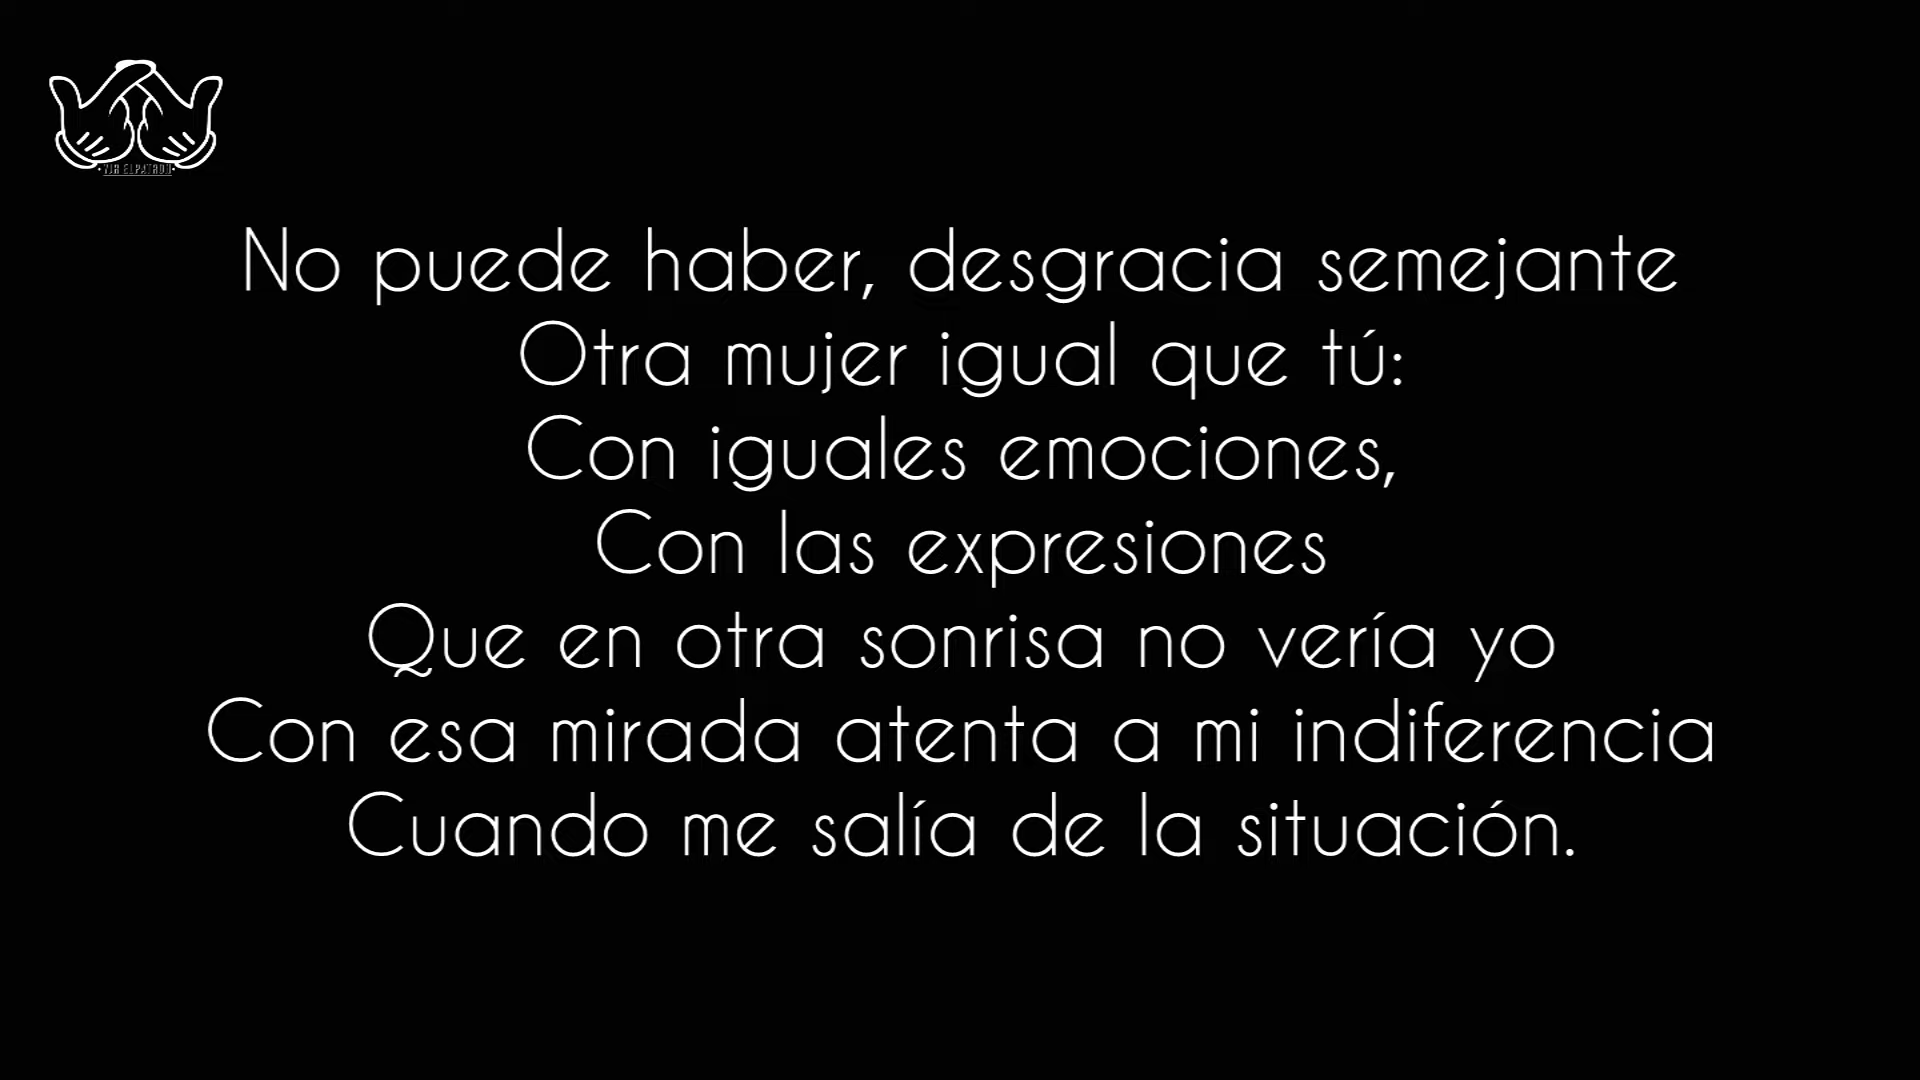 No puede haber, desgracia semejante
Otra mujer igual que tú:
Con iguales emociones,
Con las expresiones
Que en otra sonrisa no vería yo
Con esa mirada atenta a mi indiferencia
Cuando me salía de la situación.